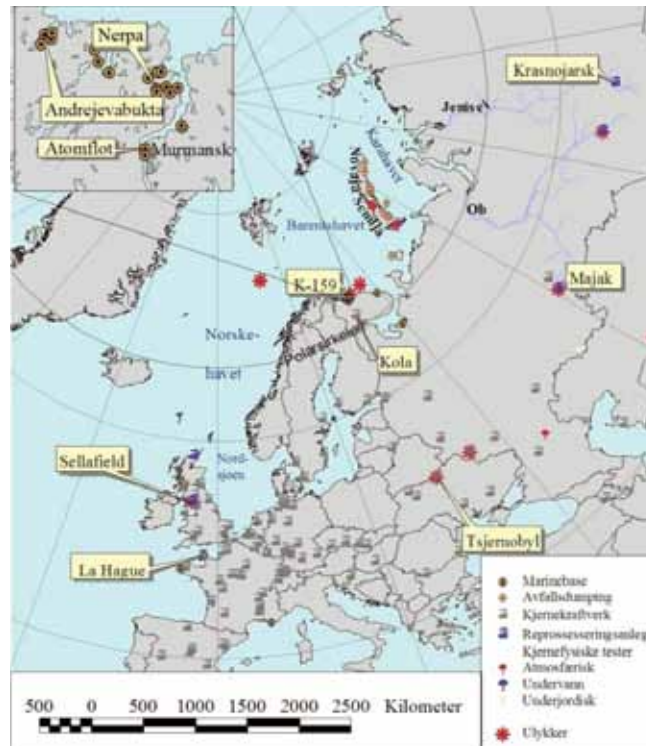 Nerpa
Andrejevabukta
Atomflot
Murmansk
Krasnojarsk
Jenisej
Karahavet
Novaja Semlja
Ob
Barentshavet
Majak
K-159
Norske-
havet
Polarsirkelen
Kola
Sellafield
Nord-
sjøen
Tsjernobyl
La Hague
Marinebase
Avfallsdumping
Kjernekraftverk
Reprossesseringsanlegg
Kjernefysiske tester
Atmosfærisk
Undervann
Underjordisk
Ulykker
500 0 500 1000 1500 2000 2500 Kilometer